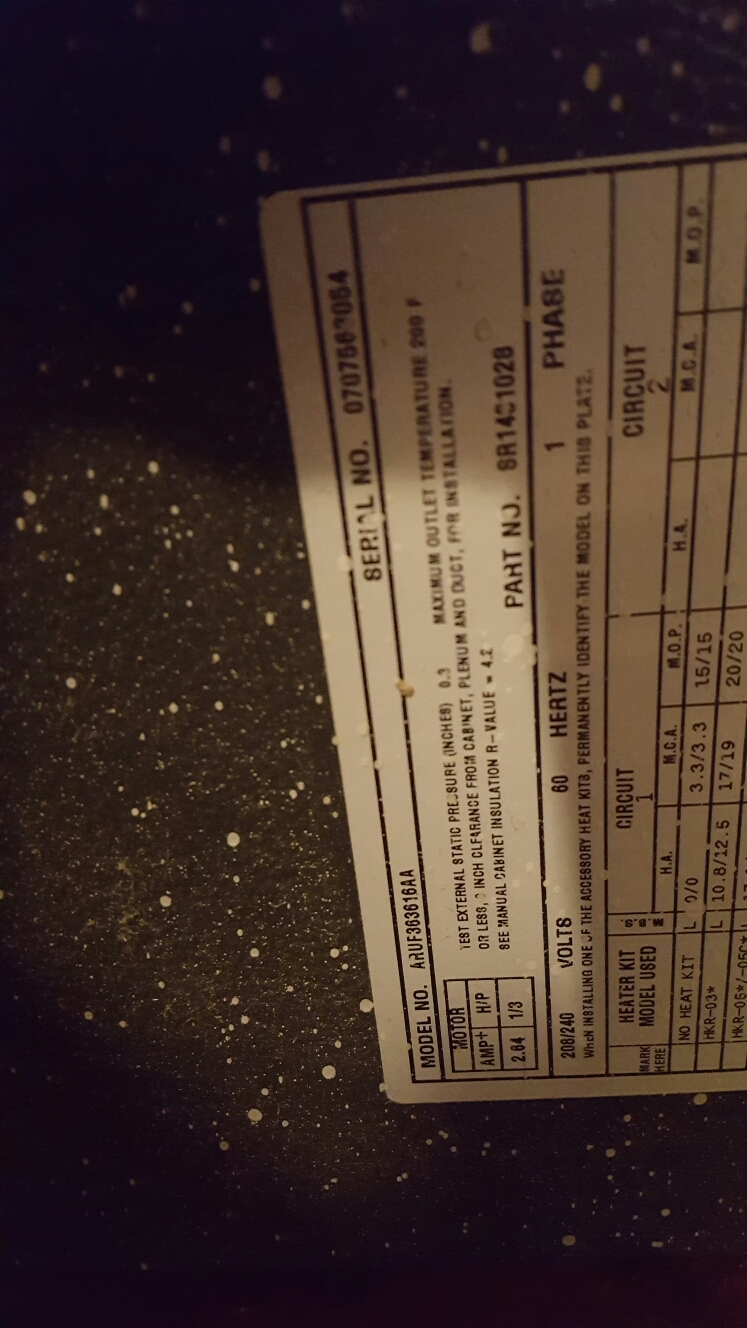 MODEL NO. ARUF363616AA
SERIAL NO.
MOTOR
AMP+ H/P
2.64 1/3
TEST EXTERNAL STATIC PRESSURE (INCHES) 0.3 MAXIMUM OUTLET TEMPERATURE 200 F
OR LESS, INCH CLEARANCE FROM CABINET, PLENUM AND DUCT, FOR INSTALLATION.
SEE MANUAL CABINET INSULATION R-VALUE = 4.2
PART NO.
208/240 VOLTS 60 HERTZ 1 PHASE
WHEN INSTALLING ONE OF THE ACCESSORY HEAT KITS, PERMANENTLY IDENTIFY THE MODEL ON THIS PLATE.
MARK HERE
HEATER KIT
MODEL USED
CIRCUIT
1
CIRCUIT
2
H.A. M.C.A. M.O.P. H.A. M.C.A. M.O.P.
NO HEAT KIT L 0/0 3.3/3.3 15/15
HKR-03* L 10.8/12.5 17/19 20/20